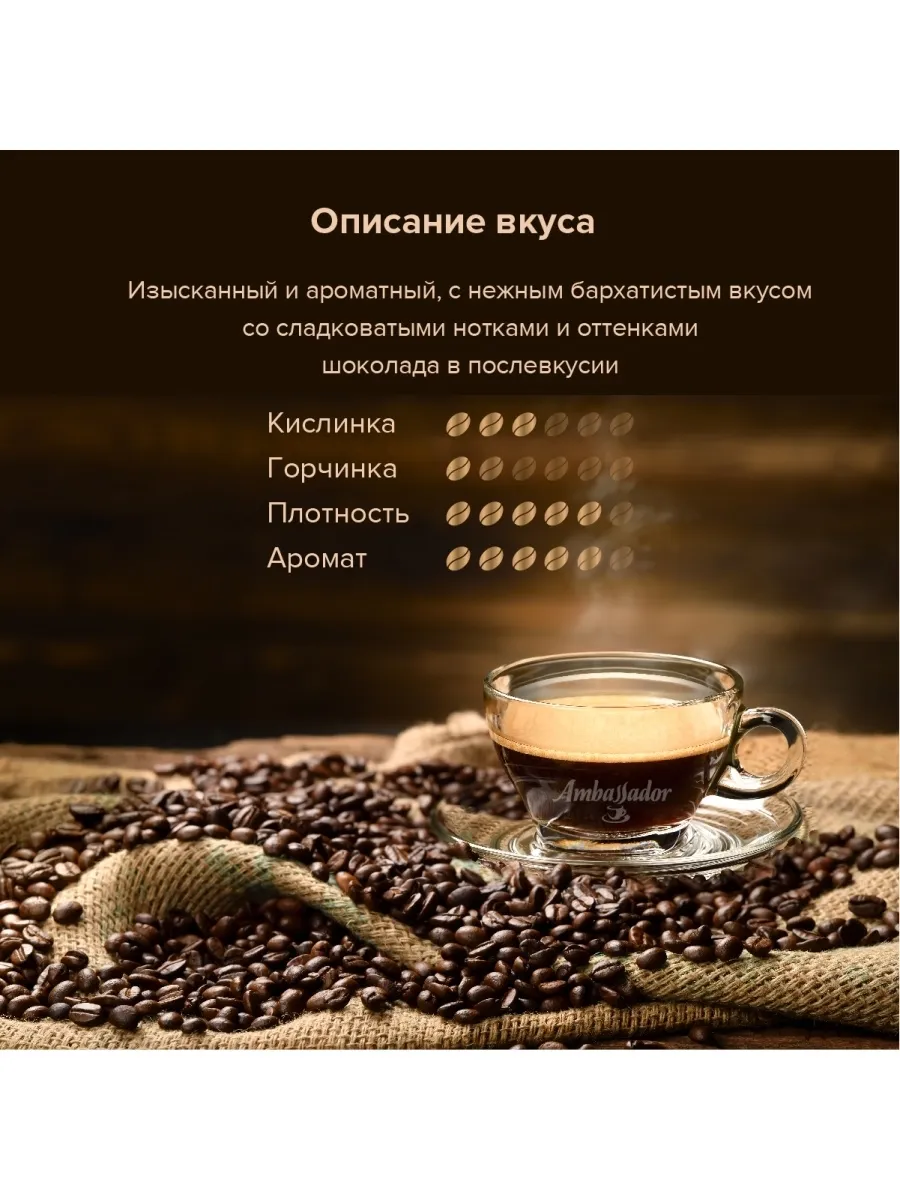 Описание вкуса
Изысканный и ароматный, с нежным бархатистым вкусом
со сладковатыми нотками и оттенками
шоколада в послевкусии
Кислинка
Горчинка
Плотность
Аромат
Ambassador